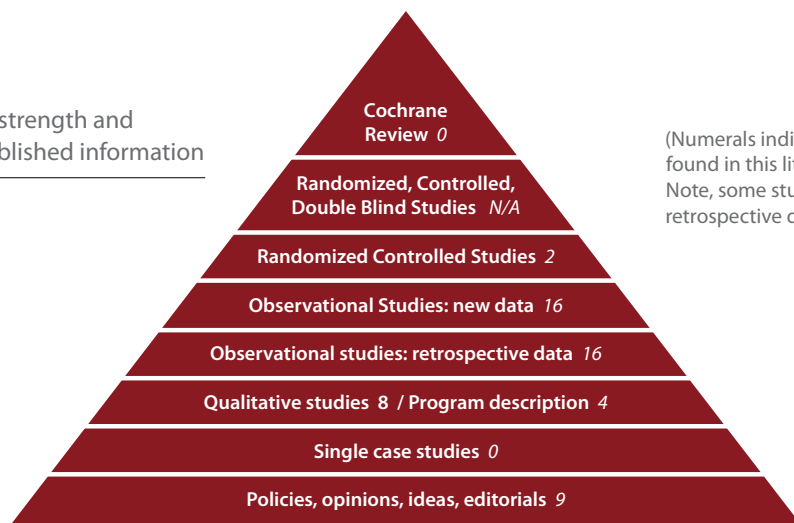 strength and
blished information
Cochrane
Review 0
(Numerals indi
found in this lit
Note, some stu
retrospective
Randomized, Controlled,
Double Blind Studies N/A
Randomized Controlled Studies 2
Observational Studies: new data 16
Observational studies: retrospective data 16
Qualitative studies 8 / Program description 4
Single case studies 0
Policies, opinions, ideas, editorials 9